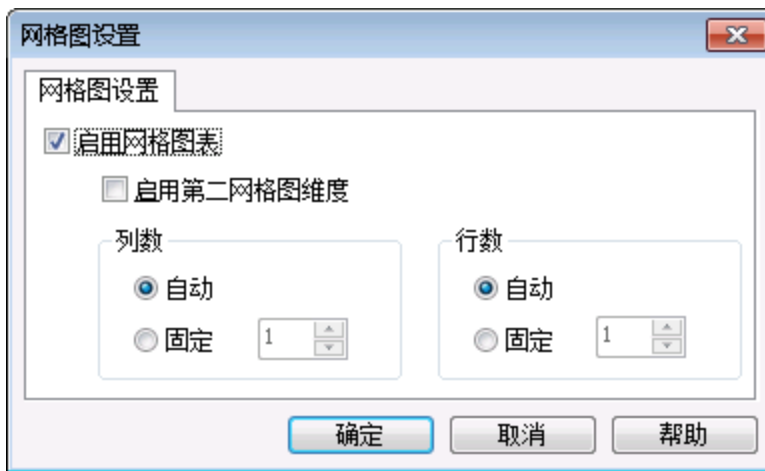 网格图设置
网格图设置
启用网格图表
启用第二网格图维度
列数
行数
自动
自动
固定 1
固定 1
确定 取消 帮助